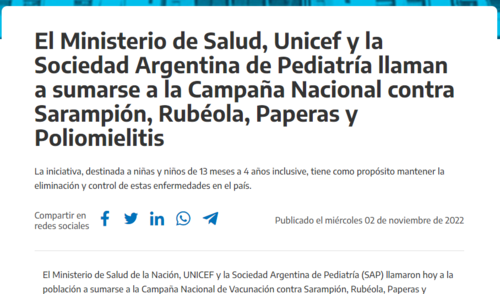 El Ministerio de Salud, Unicef y la
Sociedad Argentina de Pediatría llaman
a sumarse a la Campaña Nacional contra
Sarampión, Rubéola, Paperas y
Poliomielitis
La iniciativa, destinada a niñas y niños de 13 meses a 4 años inclusive, tiene como propósito mantener la
eliminación y control de estas enfermedades en el país.
Compartir en
redes sociales
Publicado el miércoles 02 de noviembre de 2022
El Ministerio de Salud de la Nación, UNICEF y la Sociedad Argentina de Pediatría (SAP) llamaron hoy a la
población a sumarse a la Campaña Nacional de Vacunación contra Sarampión, Rubéola, Paperas y